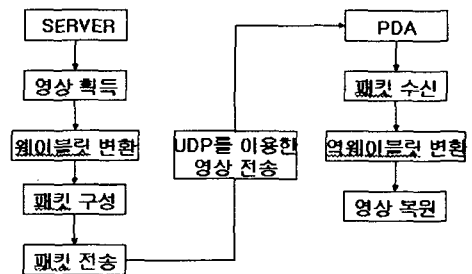 SERVER
영상 획득
웨이블릿 변환
패킷 구성
패킷 전송
UDP를 이용한
영상 전송
PDA
패킷 수신
역웨이블릿 변환
영상 복원